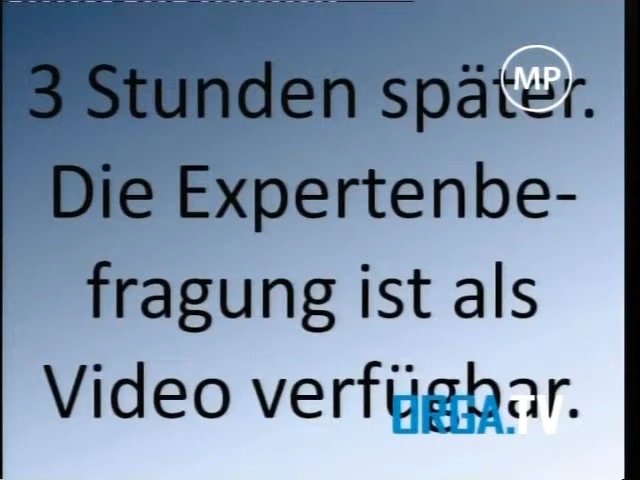 3 Stunden später.
MP
Die Expertenbe-
fragung ist als
Video verfügbar.
ORGA.TV